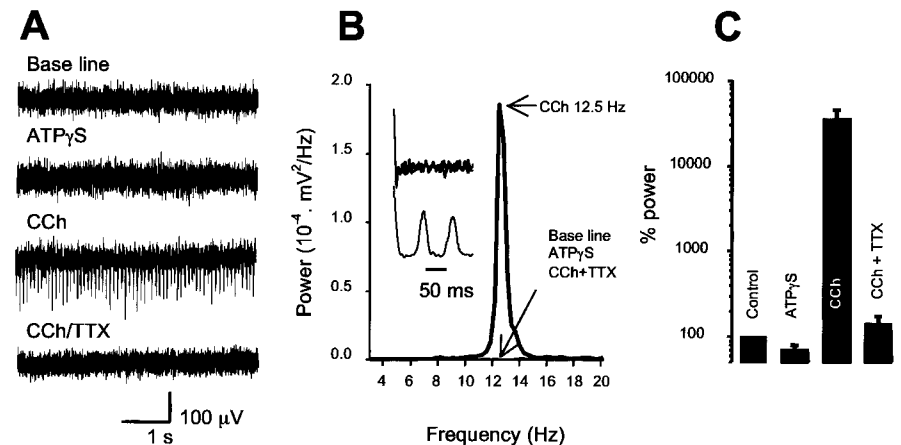 A
Base line
ATPγS
CCh
CCh/TTX
100 μV
1 s
B
Power (10⁻⁴. mV²/Hz)
2.0
1.5
1.0
0.5
0.0
CCh 12.5 Hz
Base line
ATPγS
CCh+TTX
50 ms
4 6 8 10 12 14 16 18 20
Frequency (Hz)
C
% power
100000
10000
1000
100
Control
ATPγS
CCh
CCh + TTX